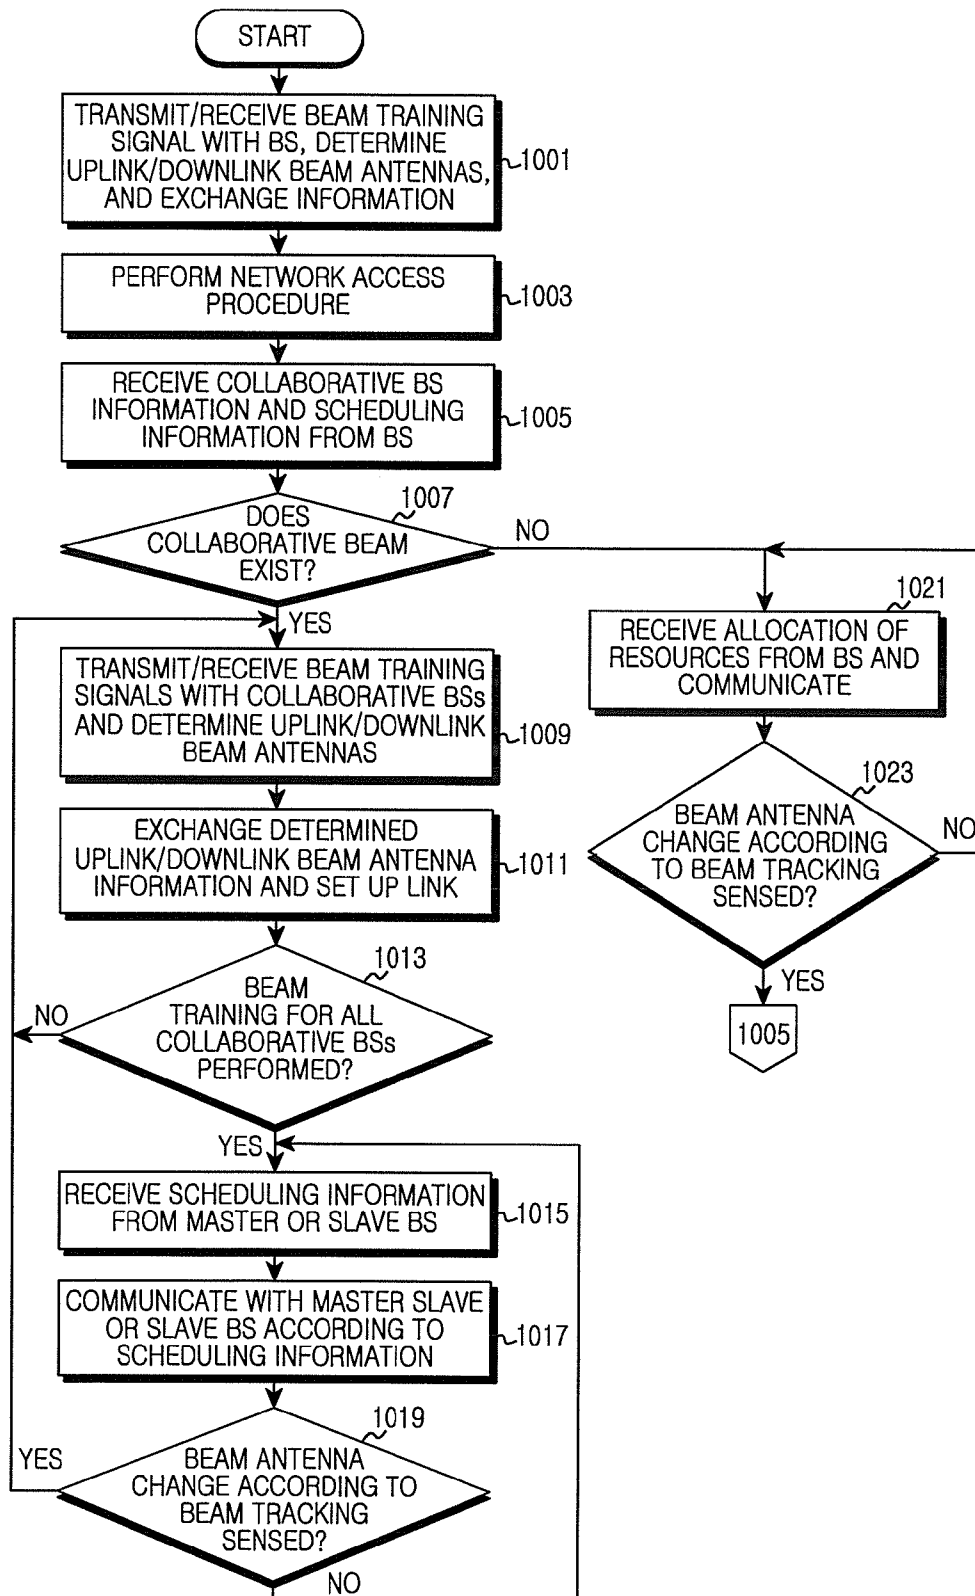 START
TRANSMIT/RECEIVE BEAM TRAINING
SIGNAL WITH BS, DETERMINE
UPLINK/DOWNLINK BEAM ANTENNAS,
AND EXCHANGE INFORMATION
1001
PERFORM NETWORK ACCESS
PROCEDURE
1003
RECEIVE COLLABORATIVE BS
INFORMATION AND SCHEDULING
INFORMATION FROM BS
1005
1007
DOES
COLLABORATIVE BEAM
EXIST?
NO
YES
TRANSMIT/RECEIVE BEAM TRAINING
SIGNALS WITH COLLABORATIVE BSs
AND DETERMINE UPLINK/DOWNLINK
BEAM ANTENNAS
1009
EXCHANGE DETERMINED
UPLINK/DOWNLINK BEAM ANTENNA
INFORMATION AND SET UP LINK
1011
1013
BEAM
TRAINING FOR ALL
COLLABORATIVE BSs
PERFORMED?
NO
YES
RECEIVE SCHEDULING INFORMATION
FROM MASTER OR SLAVE BS
1015
COMMUNICATE WITH MASTER SLAVE
OR SLAVE BS ACCORDING TO
SCHEDULING INFORMATION
1017
1019
BEAM ANTENNA
CHANGE ACCORDING TO
BEAM TRACKING
SENSED?
YES
NO
1021
RECEIVE ALLOCATION OF
RESOURCES FROM BS AND
COMMUNICATE
1023
BEAM ANTENNA
CHANGE ACCORDING
TO BEAM TRACKING
SENSED?
NO
YES
1005